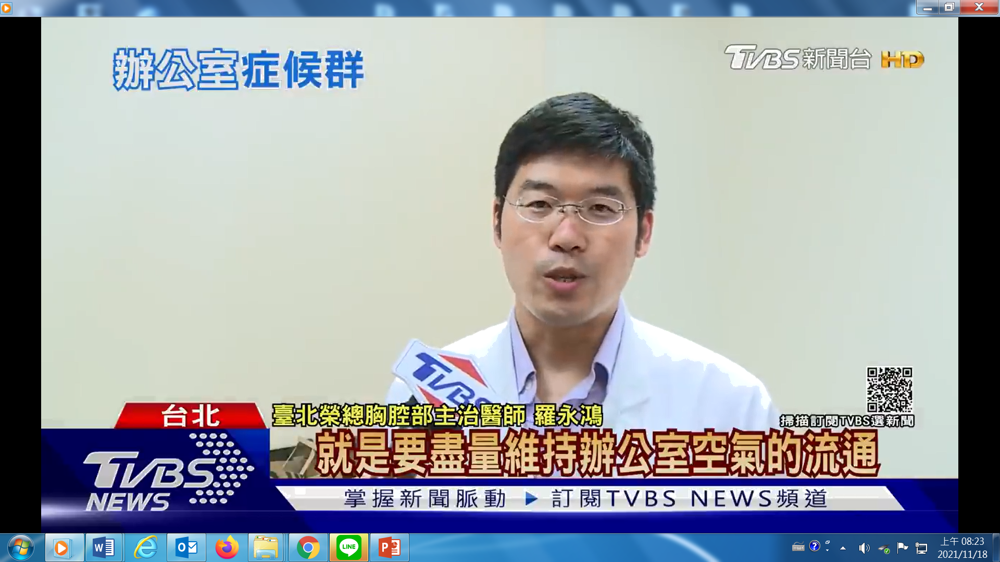 辦公室症候群
TVBS新聞台 HD
TVBS
台北
臺北榮總胸腔部主治醫師 羅永鴻
掃描訂閱TVBS選新聞
就是要盡量維持辦公室空氣的流通
TVBS
NEWS
掌握新聞脈動 ▶ 訂閱TVBS NEWS頻道
LINE
上午 08:23
2021/11/18